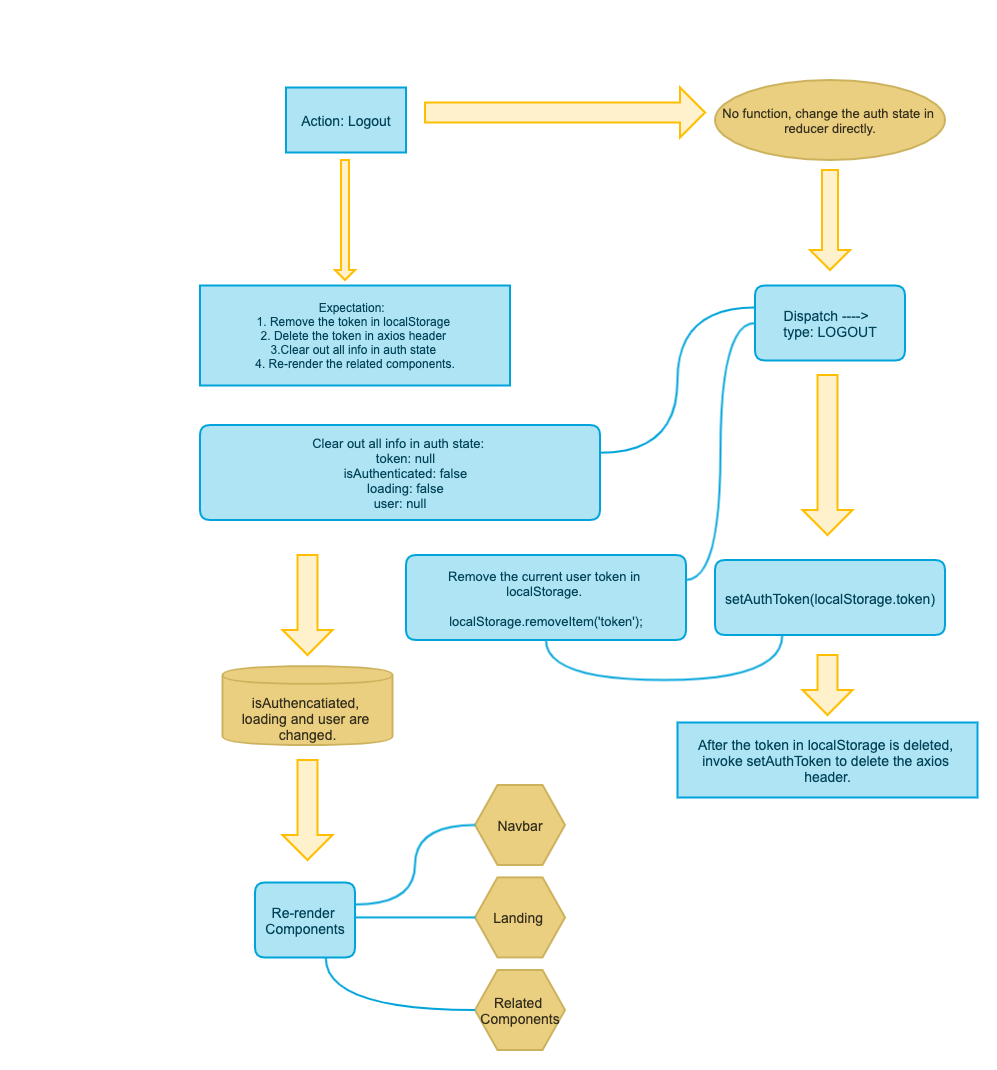 Action: Logout
No function, change the auth state in
reducer directly.
Expectation:
1. Remove the token in localStorage
2. Delete the token in axios header
3.Clear out all info in auth state
4. Re-render the related components.
Dispatch ---->
type: LOGOUT
Clear out all info in auth state:
token: null
isAuthenticated: false
loading: false
user: null
Remove the current user token in
localStorage.
localStorage.removeItem('token');
setAuthToken(localStorage.token)
isAuthencatiated,
loading and user are
changed.
After the token in localStorage is deleted,
invoke setAuthToken to delete the axios
header.
Navbar
Re-render
Components
Landing
Related
Components